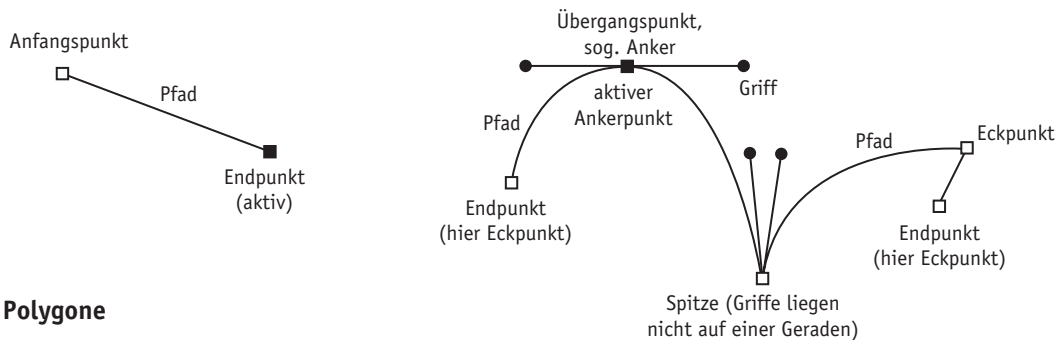 Anfangspunkt
Pfad
Endpunkt
(aktiv)
Übergangspunkt,
sog. Anker
Griff
aktiver
Ankerpunkt
Pfad
Endpunkt
(hier Eckpunkt)
Pfad
Eckpunkt
Endpunkt
(hier Eckpunkt)
Spitze (Griffe liegen
nicht auf einer Geraden)
Polygone